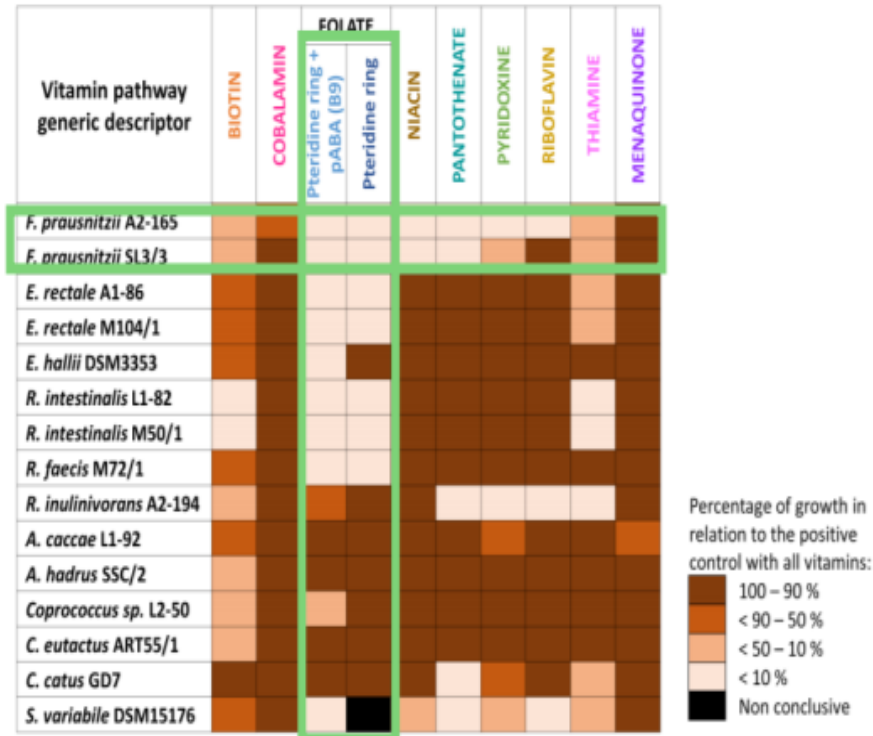 FOLATE
Vitamin pathway
generic descriptor
BIOTIN
COBALAMIN
Pteridine ring +
pABA (B9)
Pteridine ring
NIACIN
PANTOTHENATE
PYRIDOXINE
RIBOFLAVIN
THIAMINE
MENAQUINONE
F. prausnitzii A2-165
F. prausnitzii SL3/3
E. rectale A1-86
E. rectale M104/1
E. hallii DSM3353
R. intestinalis L1-82
R. intestinalis M50/1
R. faecis M72/1
R. inulinivorans A2-194
A. caccae L1-92
A. hadrus SSC/2
Coprococcus sp. L2-50
C. eutactus ART55/1
C. catus GD7
S. variabile DSM15176
Percentage of growth in
relation to the positive
control with all vitamins:
100 – 90 %
< 90 – 50 %
< 50 – 10 %
< 10 %
Non conclusive